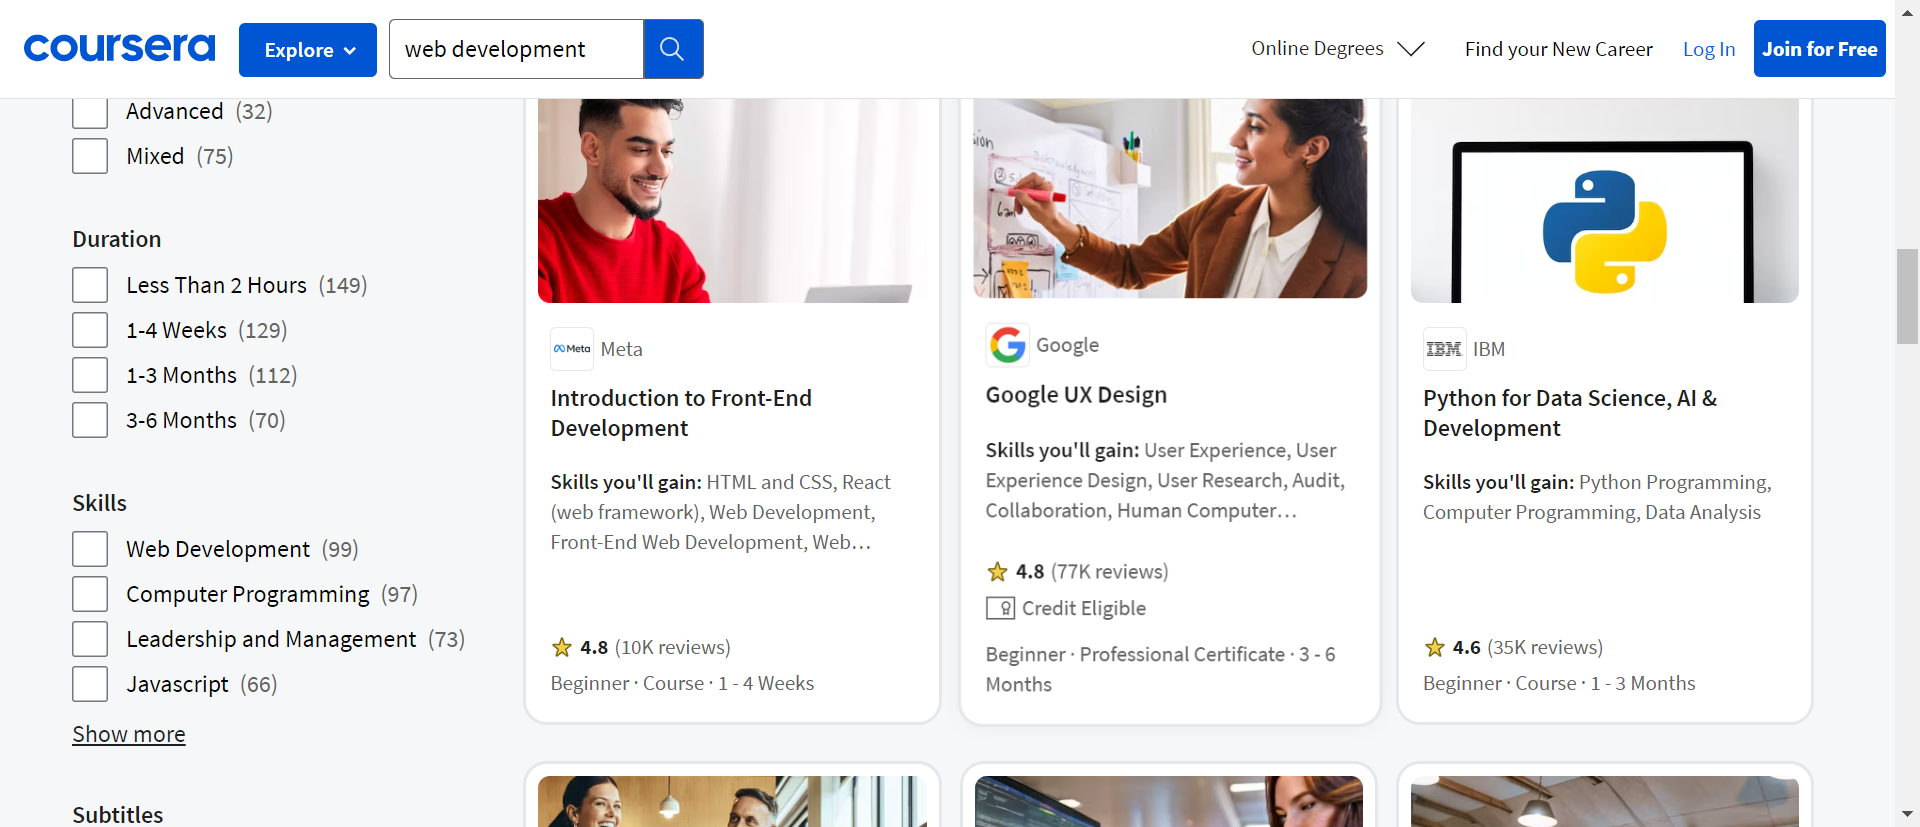 coursera
Explore
web development
Online Degrees
Find your New Career
Log In
Join for Free
Advanced (32)
Mixed (75)
Duration
Less Than 2 Hours (149)
1-4 Weeks (129)
1-3 Months (112)
3-6 Months (70)
Skills
Web Development (99)
Computer Programming (97)
Leadership and Management (73)
Javascript (66)
Show more
Subtitles
Meta
Meta
Introduction to Front-End
Development
Skills you'll gain: HTML and CSS, React
(web framework), Web Development,
Front-End Web Development, Web…
4.8 (10K reviews)
Beginner · Course · 1 - 4 Weeks
G
Google
Google UX Design
Skills you'll gain: User Experience, User
Experience Design, User Research, Audit,
Collaboration, Human Computer…
4.8 (77K reviews)
Credit Eligible
Beginner · Professional Certificate · 3 - 6
Months
IBM
IBM
Python for Data Science, AI &
Development
Skills you'll gain: Python Programming,
Computer Programming, Data Analysis
4.6 (35K reviews)
Beginner · Course · 1 - 3 Months